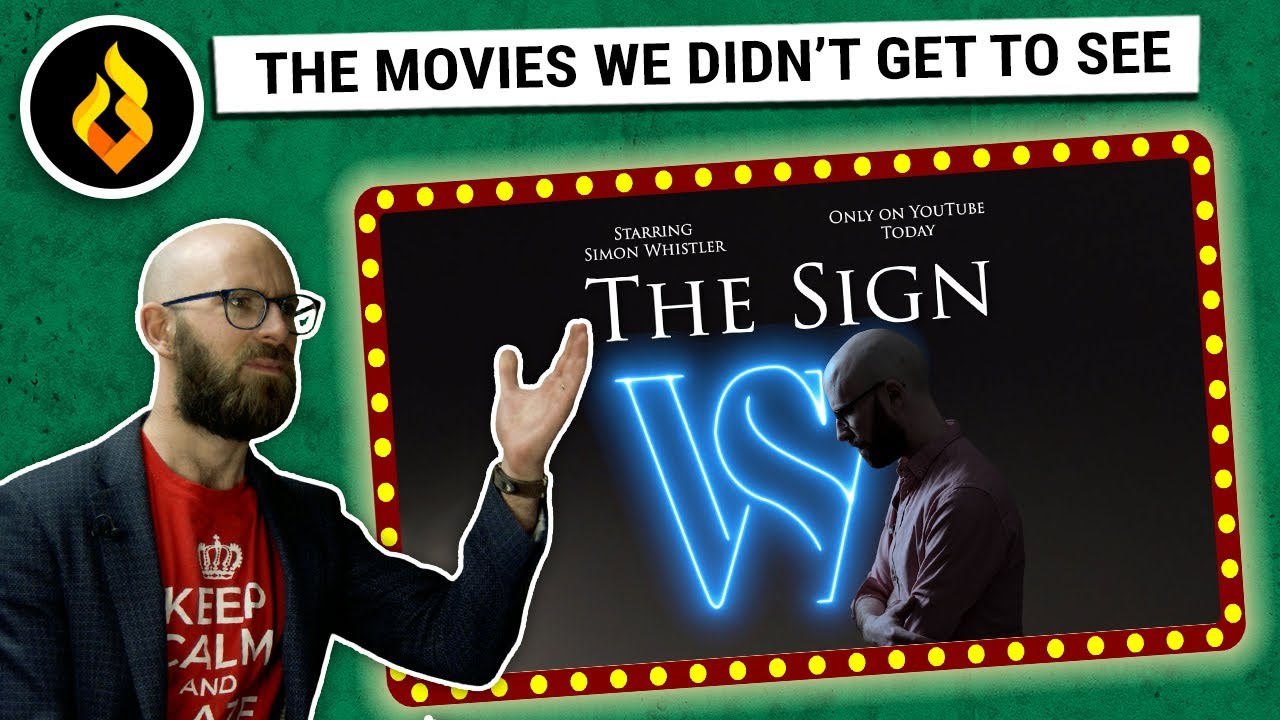 THE MOVIES WE DIDN'T GET TO SEE
STARRING
SIMON WHISTLER
ONLY ON YOUTUBE
TODAY
THE SIGN
WS
KEEP
CALM
AND